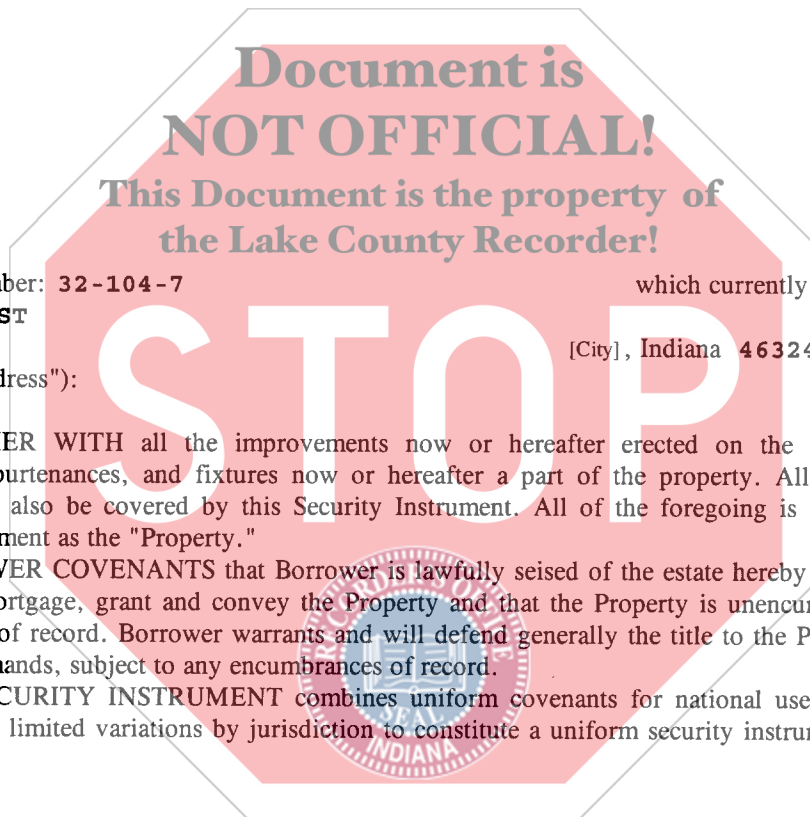 Document is
NOT OFFICIAL!
This Document is the property of
the Lake County Recorder!
ber: 32-104-7 which currently
ST
[City], Indiana 46324
dress"):
STOP
ER WITH all the improvements now or hereafter erected on the
purtenances, and fixtures now or hereafter a part of the property. All
also be covered by this Security Instrument. All of the foregoing is
ment as the "Property."
VER COVENANTS that Borrower is lawfully seised of the estate hereby
ortgage, grant and convey the Property and that the Property is unencu
of record. Borrower warrants and will defend generally the title to the P
ands, subject to any encumbrances of record.
CURITY INSTRUMENT combines uniform covenants for national use
limited variations by jurisdiction to constitute a uniform security instru
RECORDER'S OFFICE
SEAL
INDIANA